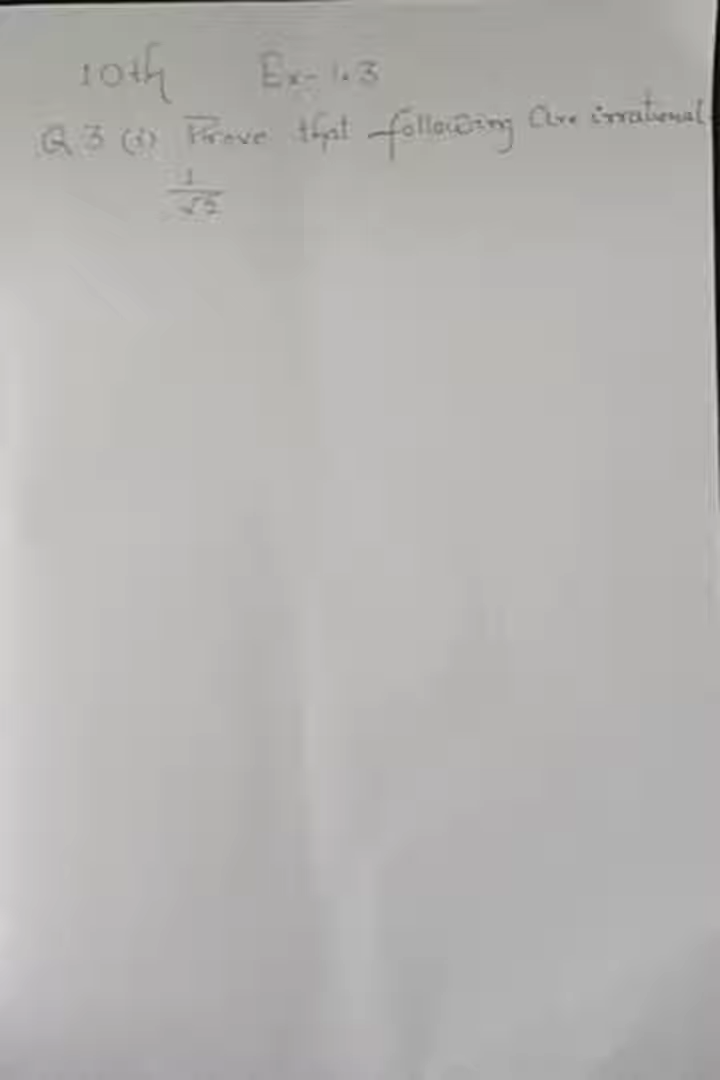 10th Ex-1.3
Q 3 (i) Prove that following are irrational
1
√2